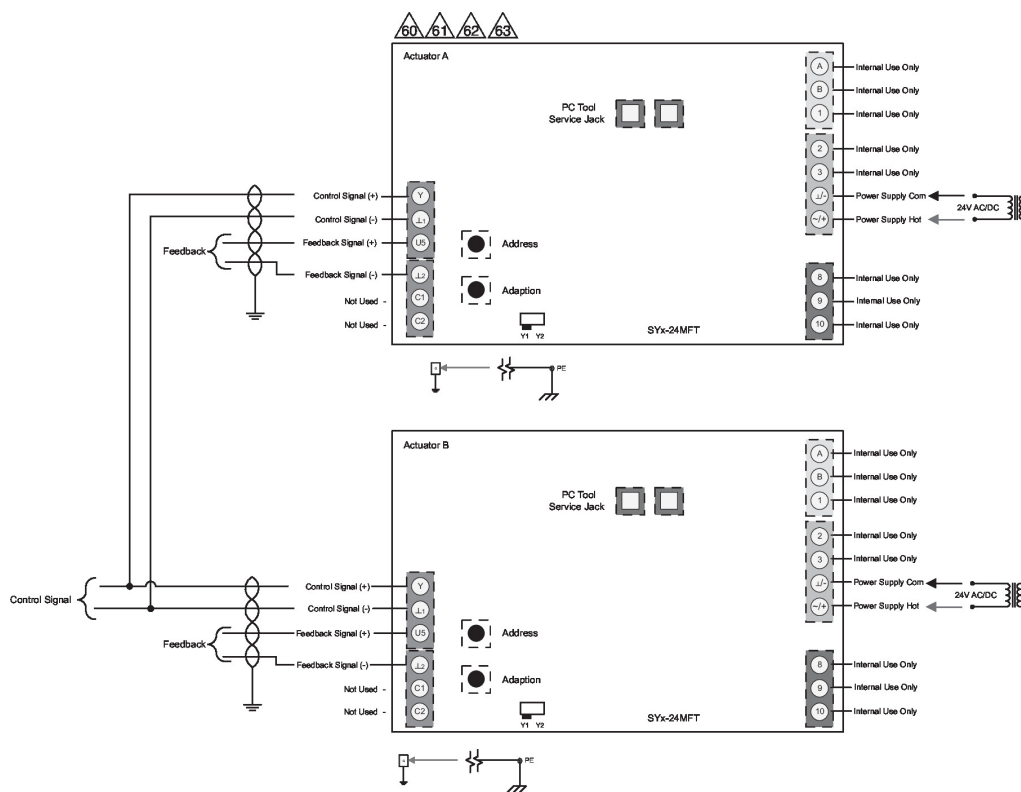 60 61 62 63
Actuator A
PC Tool
Service Jack
A Internal Use Only
B Internal Use Only
1 Internal Use Only
2 Internal Use Only
3 Internal Use Only
⊥/- Power Supply Com
~/+ Power Supply Hot
24V AC/DC
8 Internal Use Only
9 Internal Use Only
10 Internal Use Only
Control Signal (+) Y
Control Signal (-) ⊥1
Feedback Signal (+) U5
Feedback
Feedback Signal (-) ⊥2
Not Used - C1
Not Used - C2
Address
Adaption
Y1 Y2
SYx-24MFT
PE
Actuator B
PC Tool
Service Jack
A Internal Use Only
B Internal Use Only
1 Internal Use Only
2 Internal Use Only
3 Internal Use Only
⊥/- Power Supply Com
~/+ Power Supply Hot
24V AC/DC
8 Internal Use Only
9 Internal Use Only
10 Internal Use Only
Control Signal
Control Signal (+) Y
Control Signal (-) ⊥1
Feedback Signal (+) U5
Feedback
Feedback Signal (-) ⊥2
Not Used - C1
Not Used - C2
Address
Adaption
Y1 Y2
SYx-24MFT
PE